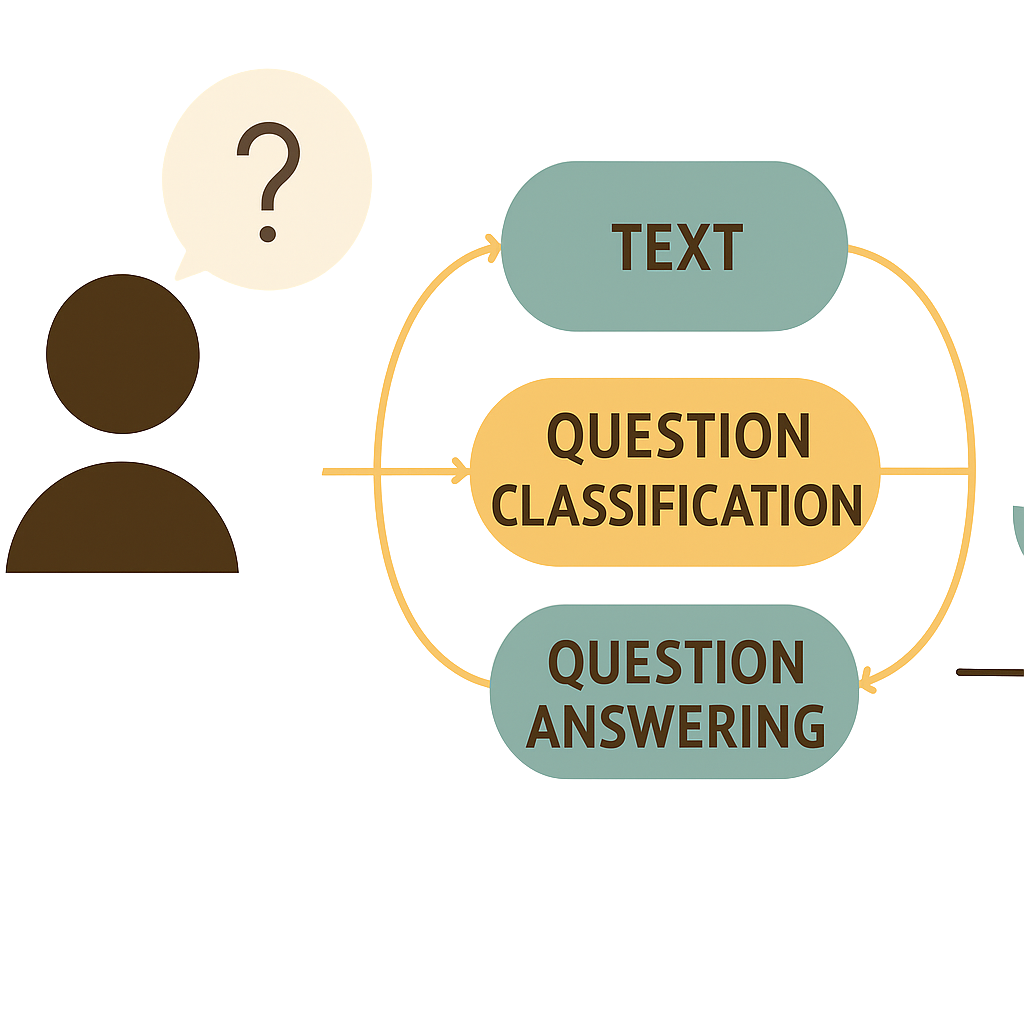 ?
TEXT
QUESTION
CLASSIFICATION
QUESTION
ANSWERING